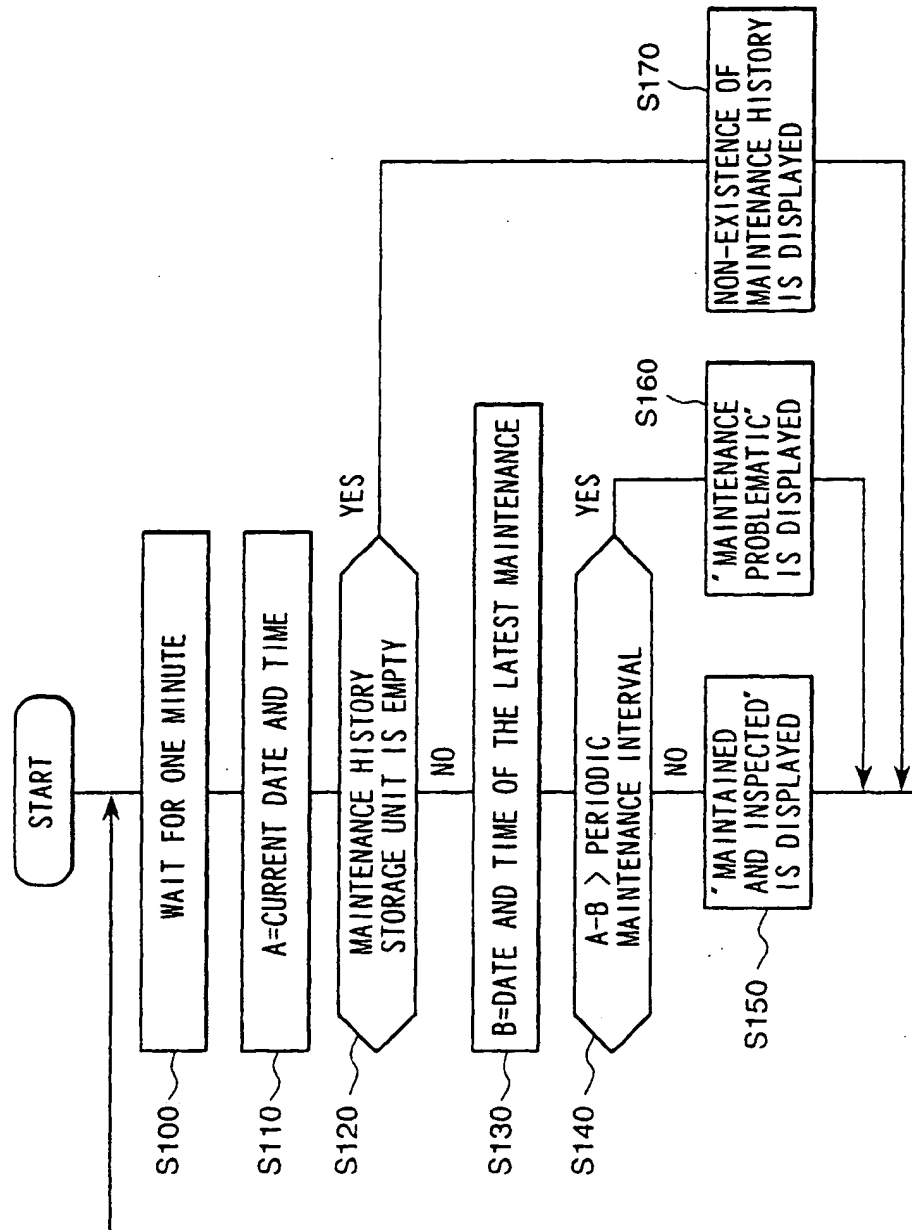 START
S100
WAIT FOR ONE MINUTE
S110
A=CURRENT DATE AND TIME
S120
MAINTENANCE HISTORY
STORAGE UNIT IS EMPTY
YES
NO
S130
B=DATE AND TIME OF THE LATEST MAINTENANCE
S140
A-B > PERIODIC
MAINTENANCE INTERVAL
YES
NO
S150
"MAINTAINED
AND INSPECTED"
IS DISPLAYED
S160
"MAINTENANCE
PROBLEMATIC"
IS DISPLAYED
S170
NON-EXISTENCE OF
MAINTENANCE HISTORY
IS DISPLAYED